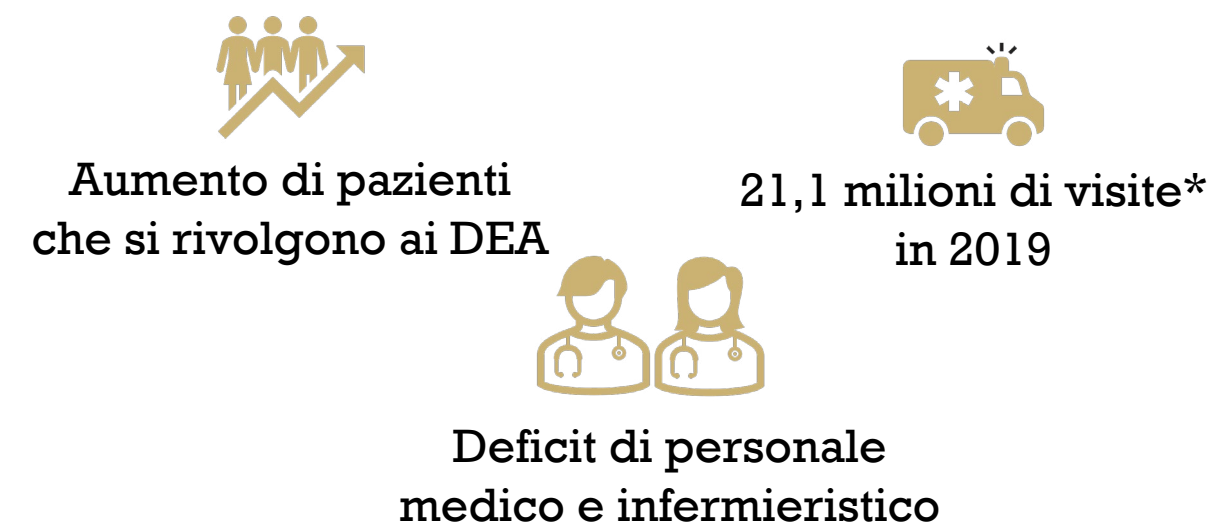 Aumento di pazienti
che si rivolgono ai DEA
21,1 milioni di visite*
in 2019
Deficit di personale
medico e infermieristico